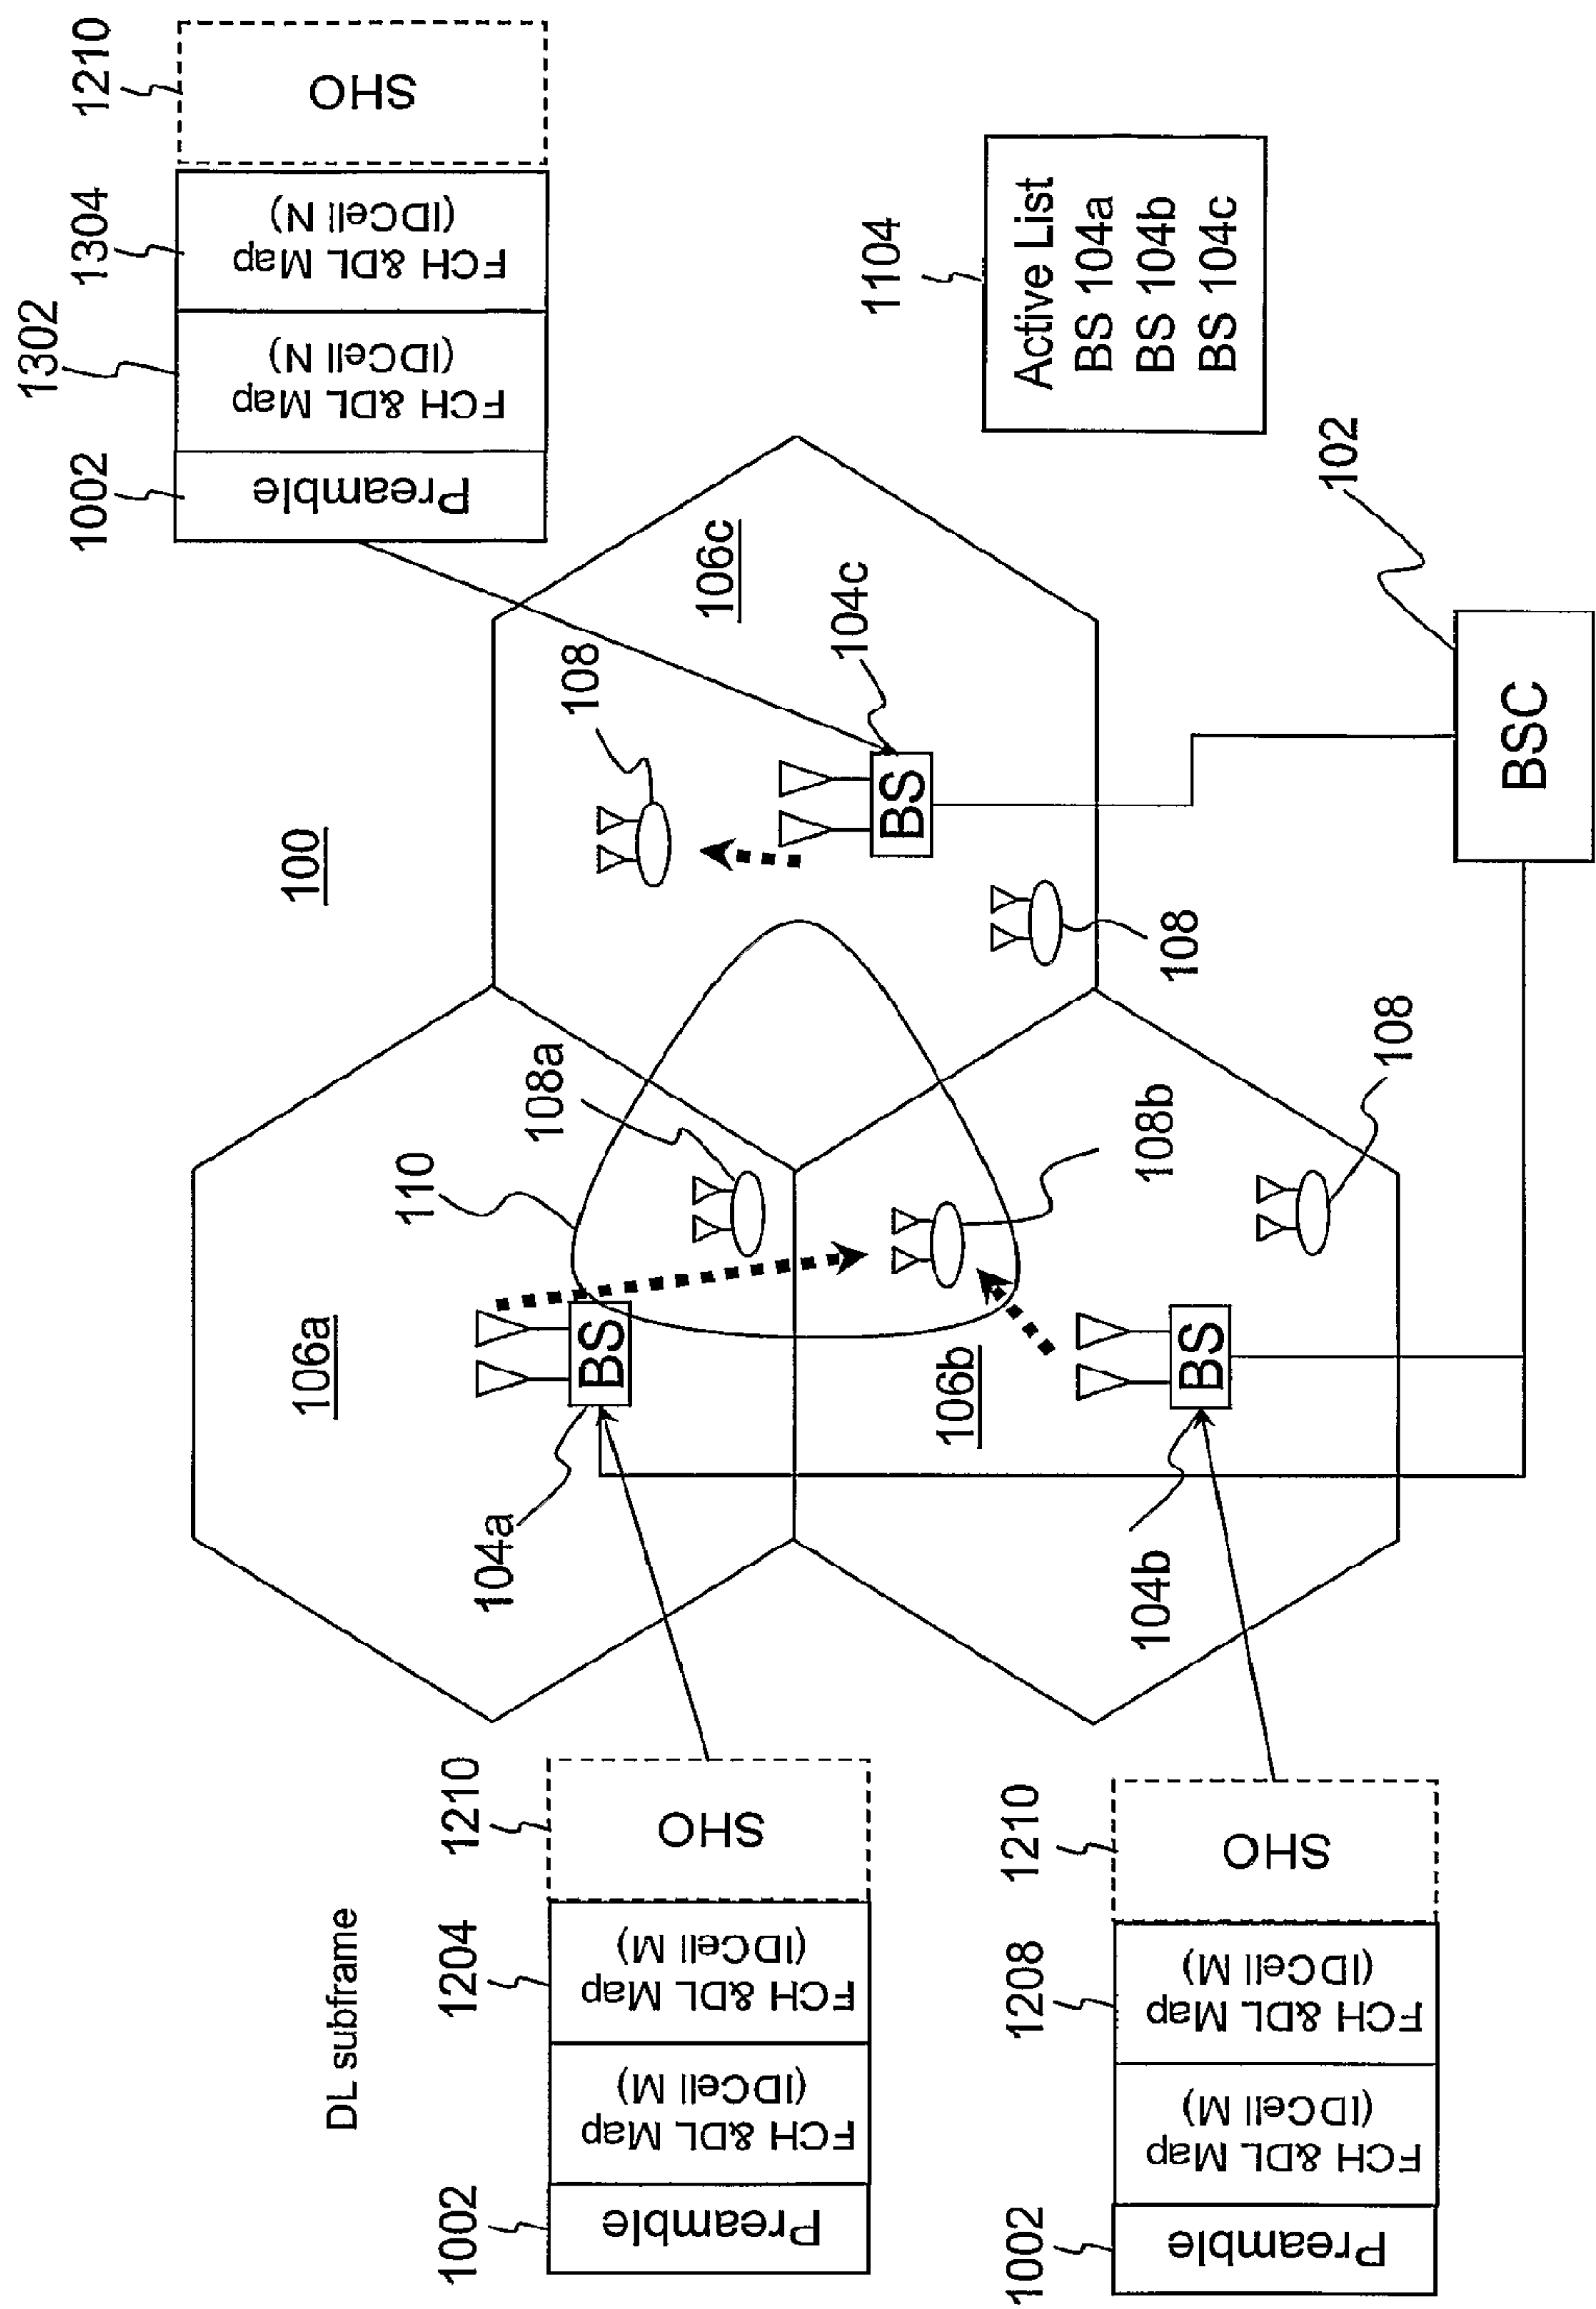 DL subframe
1002
1204
1210
Preamble
FCH &DL Map
(IDCell M)
FCH &DL Map
(IDCell M)
SHO
1002
1208
1210
Preamble
FCH &DL Map
(IDCell M)
FCH &DL Map
(IDCell M)
SHO
100
106a
104a
BS
110
108a
106b
104b
BS
108b
108
106c
104c
BS
108
108
1002
1302
1304
1210
Preamble
FCH &DL Map
(IDCell N)
FCH &DL Map
(IDCell N)
SHO
1104
Active List
BS 104a
BS 104b
BS 104c
102
BSC